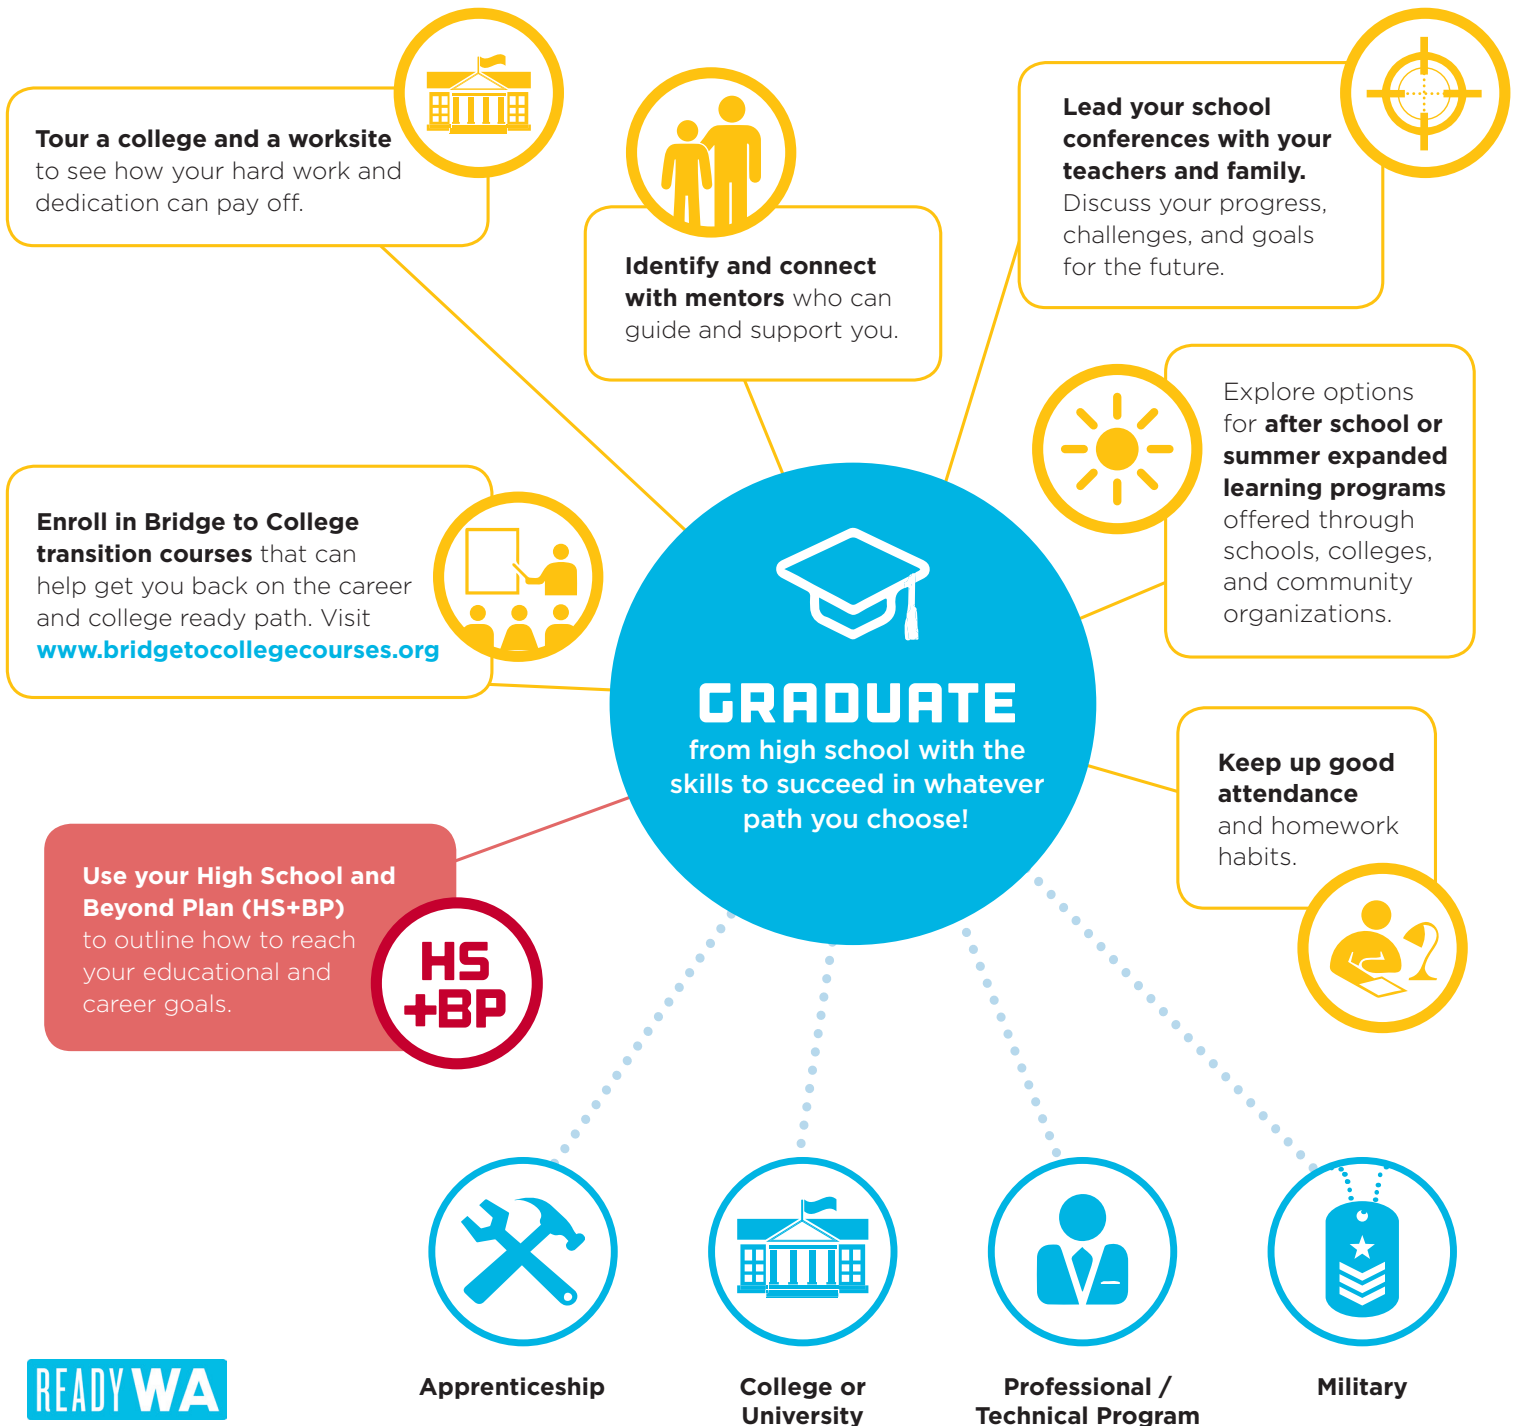 Tour a college and a worksite
to see how your hard work and
dedication can pay off.
Identify and connect
with mentors who can
guide and support you.
Lead your school
conferences with your
teachers and family.
Discuss your progress,
challenges, and goals
for the future.
Explore options
for after school or
summer expanded
learning programs
offered through
schools, colleges,
and community
organizations.
Enroll in Bridge to College
transition courses that can
help get you back on the career
and college ready path. Visit
www.bridgetocollegecourses.org
GRADUATE
from high school with the
skills to succeed in whatever
path you choose!
Keep up good
attendance
and homework
habits.
Use your High School and
Beyond Plan (HS+BP)
to outline how to reach
your educational and
career goals.
HS
+BP
Apprenticeship
College or
University
Professional /
Technical Program
Military
READY WA